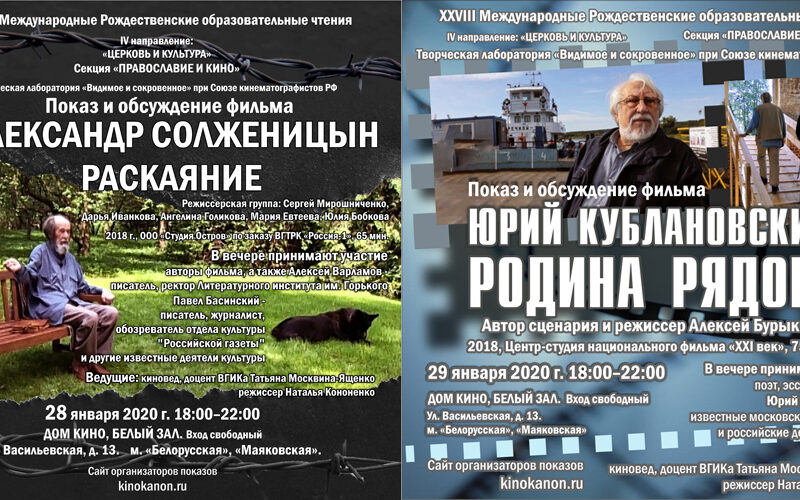 Международные Рождественские образовательные чтения
IV направление:
«ЦЕРКОВЬ И КУЛЬТУРА»
Секция «ПРАВОСЛАВИЕ И КИНО»
ческая лаборатория «Видимое и сокровенное» при Союзе кинематографистов РФ
Показ и обсуждение фильма
ЛЕКСАНДР СОЛЖЕНИЦЫН
РАСКАЯНИЕ
Режиссерская группа: Сергей Мирошниченко,
Дарья Иванкова, Ангелина Голикова. Мария Евтеева. Юлия Бобкова
2018 г., ООО «Студия Остров» по заказу ВГТРК «Россия-1», 65 мин.
В вечере принимают участие
авторы фильма, а также Алексей Варламов -
писатель, ректор Литературного института им. Горького
Павел Басинский -
писатель, журналист,
обозреватель отдела культуры
"Российской газеты"
и другие известные деятели культуры
Ведущие: киновед, доцент ВГИКа Татьяна Москвина-Ященко
режиссер Наталья Кононенко
28 января 2020 г. 18:00–22:00
ДОМ КИНО, БЕЛЫЙ ЗАЛ. Вход свободный
Васильевская, д. 13. м. «Белорусская», «Маяковская».
Сайт организаторов показов
kinokanon.ru
XXVIII Международные Рождественские образовательны
IV направление: «ЦЕРКОВЬ И КУЛЬТУРА» Секция «ПРАВОСЛАВИЕ
Творческая лаборатория «Видимое и сокровенное» при Союзе кинемат
Показ и обсуждение фильма
ЮРИЙ КУБЛАНОВСКИ
РОДИНА РЯДО
Автор сценария и режиссер Алексей Бурык
2018, Центр-студия национального фильма «XXI век», 7
29 января 2020 г. 18:00–22:00
ДОМ КИНО, БЕЛЫЙ ЗАЛ. Вход свободный
Ул. Васильевская, д. 13.
м. «Белорусская», «Маяковская»,
В вечере принима
поэт, эсс
Юрий
известные московск
и российские де
Сайт организаторов показов
kinokanon.ru
киновед, доцент ВГИКа Татьяна Москв
режиссер Ната